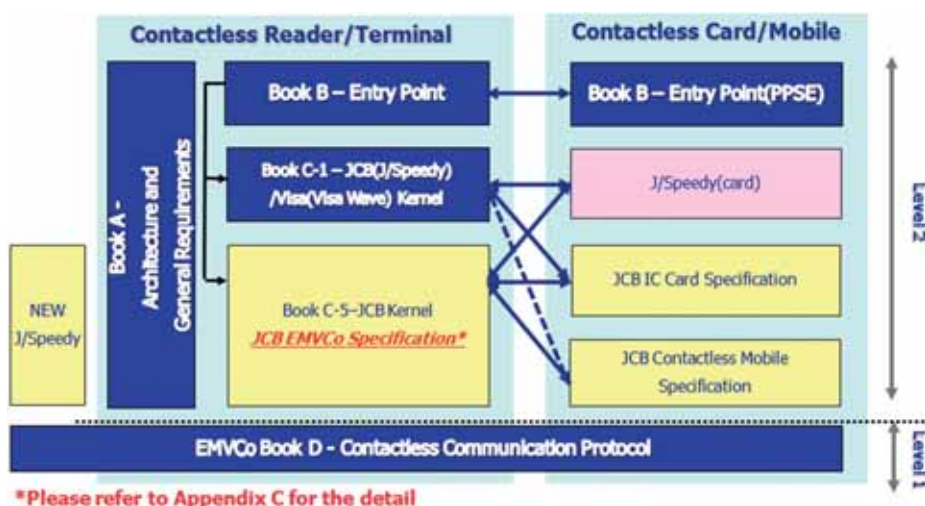 Contactless Reader/Terminal
Contactless Card/Mobile
Book A -
Architecture and
General Requirements
Book B – Entry Point
Book B – Entry Point(PPSE)
Book C-1 – JCB(J/Speedy)
/Visa(Visa Wave) Kernel
J/Speedy(card)
NEW
J/Speedy
Book C-5–JCB Kernel
JCB EMVCo Specification*
JCB IC Card Specification
JCB Contactless Mobile
Specification
Level 2
EMVCo Book D - Contactless Communication Protocol
Level 1
*Please refer to Appendix C for the detail